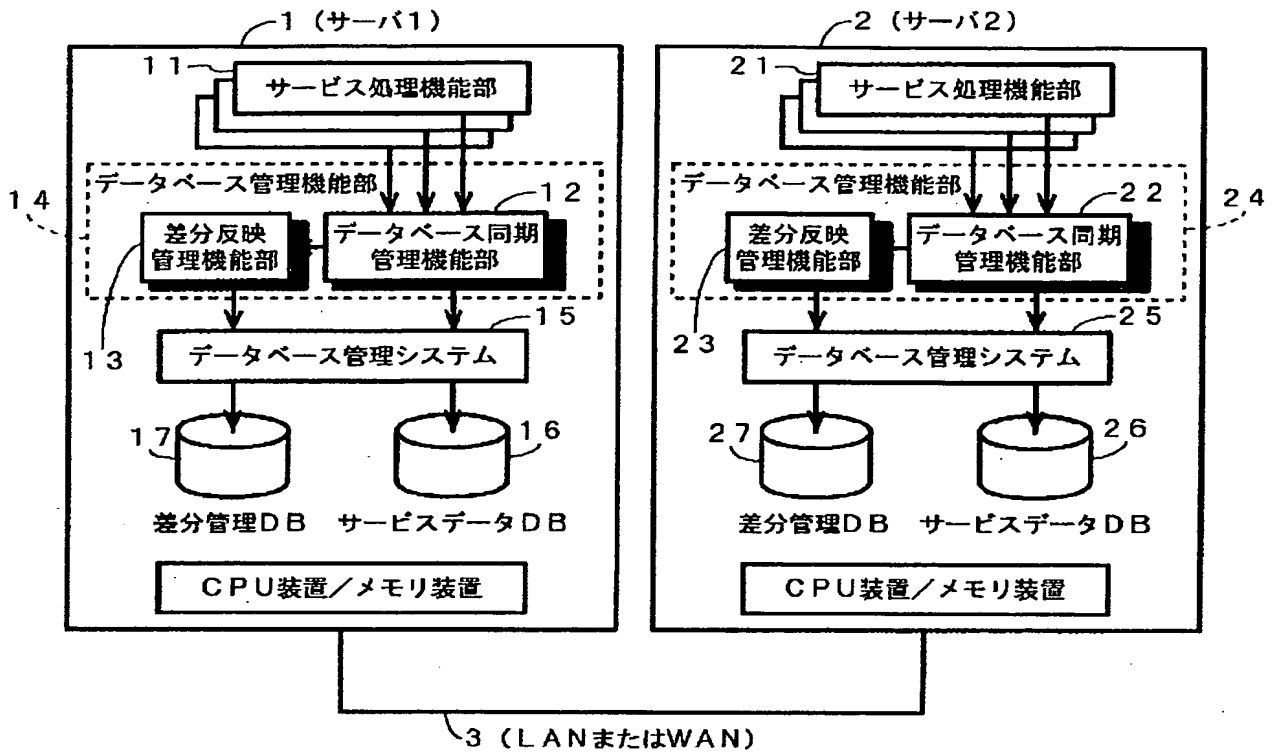 1（サーバ1）
11
サービス処理機能部
データベース管理機能部
14
12
差分反映
管理機能部
データベース同期
管理機能部
13
15
データベース管理システム
17
16
差分管理DB
サービスデータDB
CPU装置／メモリ装置
2（サーバ2）
21
サービス処理機能部
データベース管理機能部
24
22
差分反映
管理機能部
データベース同期
管理機能部
23
25
データベース管理システム
27
26
差分管理DB
サービスデータDB
CPU装置／メモリ装置
3（LANまたはWAN）